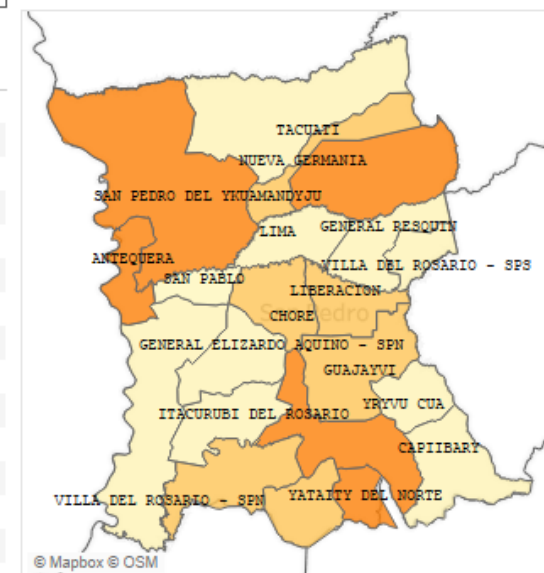 TACUATI
NUEVA GERMANIA
SAN PEDRO DEL YKUAMANDYJU
LIMA
GENERAL RESQUIN
ANTEQUERA
VILLA DEL ROSARIO - SPS
SAN PABLO
LIBERACION
San Pedro
CHORE
GENERAL ELIZARDO AQUINO - SPN
GUAJAYVI
YRYVU CUA
ITACURUBI DEL ROSARIO
CAPIIBARY
VILLA DEL ROSARIO - SPN
YATAITY DEL NORTE
© Mapbox © OSM